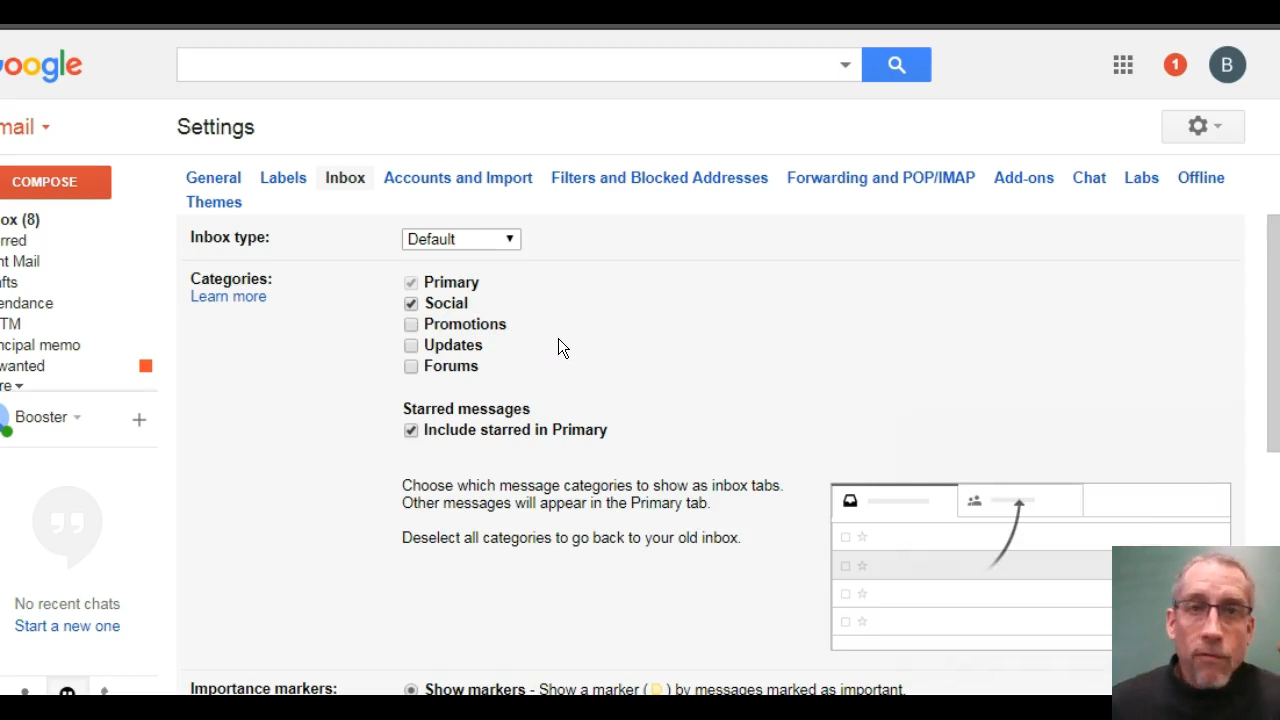 oogle
1
B
mail
Settings
COMPOSE
General Labels Inbox Accounts and Import Filters and Blocked Addresses Forwarding and POP/IMAP Add-ons Chat Labs Offline
Themes
ox (8)
rred
nt Mail
fts
endance
TM
ncipal memo
wanted
re
Booster
No recent chats
Start a new one
Inbox type:
Default
Categories:
Learn more
Primary
Social
Promotions
Updates
Forums
Starred messages
Include starred in Primary
Choose which message categories to show as inbox tabs.
Other messages will appear in the Primary tab.
Deselect all categories to go back to your old inbox.
Importance markers:
Show markers - Show a marker ( ) by messages marked as important.